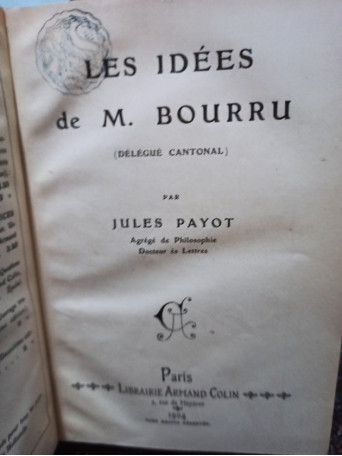 LES IDÉES
de M. BOURRU
(DÉLÉGUÉ CANTONAL)
PAR
JULES PAYOT
Agrégé de Philosophie
Docteur ès Lettres
Paris
LIBRAIRIE ARMAND COLIN
1904